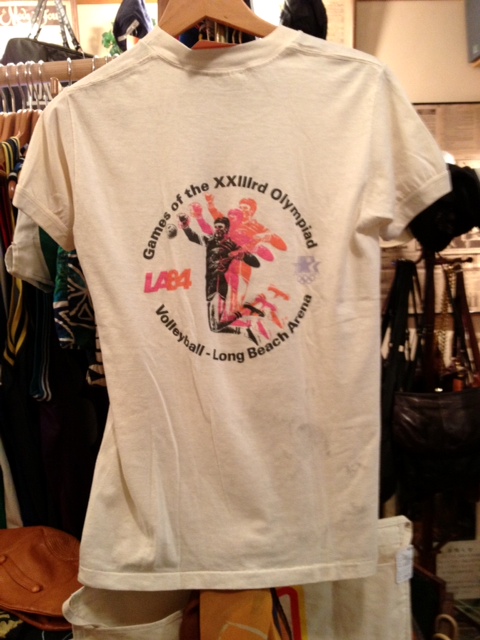 Games of the XXIIIrd Olympiad
LA84
Volleyball - Long Beach Arena